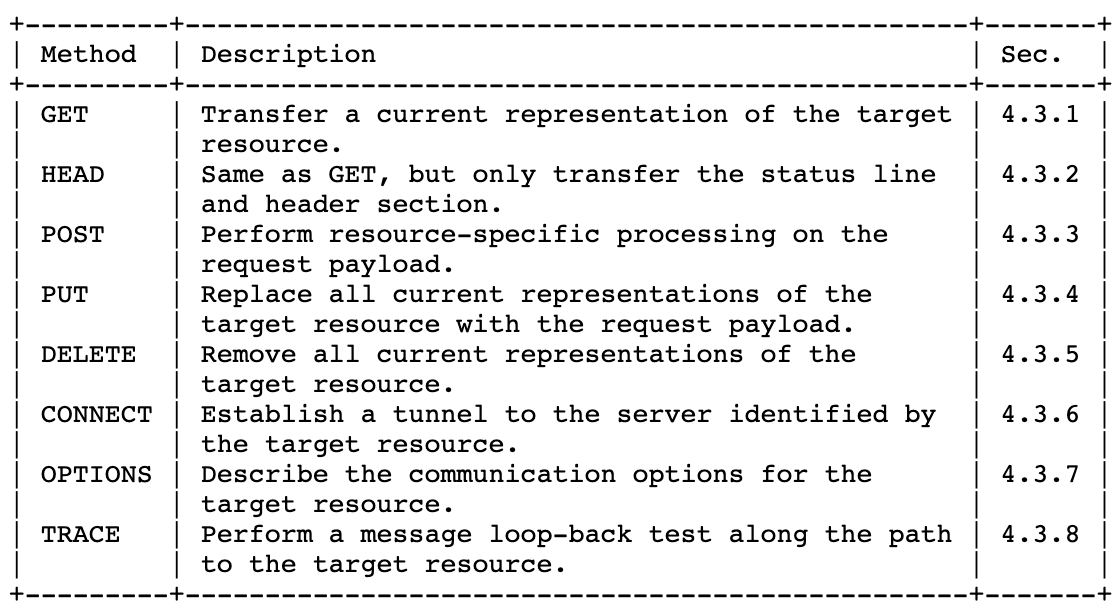 +---------+-------------------------------------------------+-------+
| Method  | Description                                     | Sec.  |
+---------+-------------------------------------------------+-------+
| GET     | Transfer a current representation of the target | 4.3.1 |
|         | resource.                                       |       |
| HEAD    | Same as GET, but only transfer the status line  | 4.3.2 |
|         | and header section.                             |       |
| POST    | Perform resource-specific processing on the     | 4.3.3 |
|         | request payload.                                |       |
| PUT     | Replace all current representations of the      | 4.3.4 |
|         | target resource with the request payload.       |       |
| DELETE  | Remove all current representations of the       | 4.3.5 |
|         | target resource.                                |       |
| CONNECT | Establish a tunnel to the server identified by  | 4.3.6 |
|         | the target resource.                            |       |
| OPTIONS | Describe the communication options for the      | 4.3.7 |
|         | target resource.                                |       |
| TRACE   | Perform a message loop-back test along the path | 4.3.8 |
|         | to the target resource.                         |       |
+---------+-------------------------------------------------+-------+